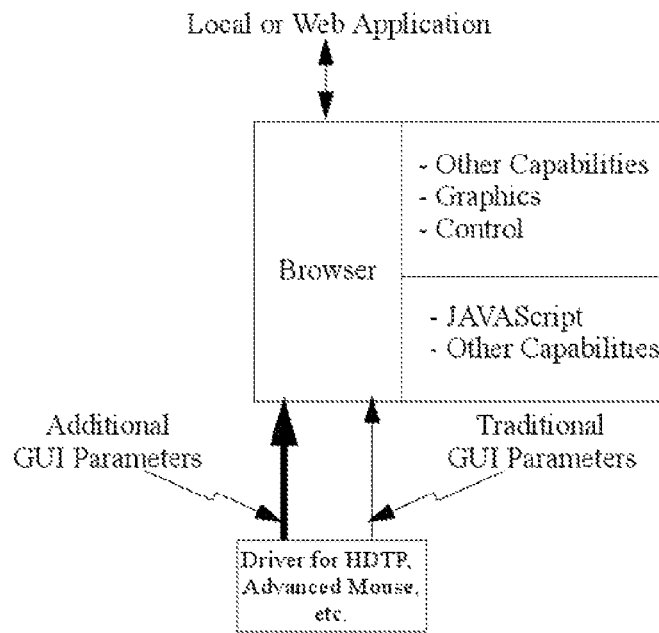 Local or Web Application
- Other Capabilities
- Graphics
- Control
Browser
- JAVAScript
- Other Capabilities
Additional
GUI Parameters
Traditional
GUI Parameters
Driver for HDTP,
Advanced Mouse,
etc.